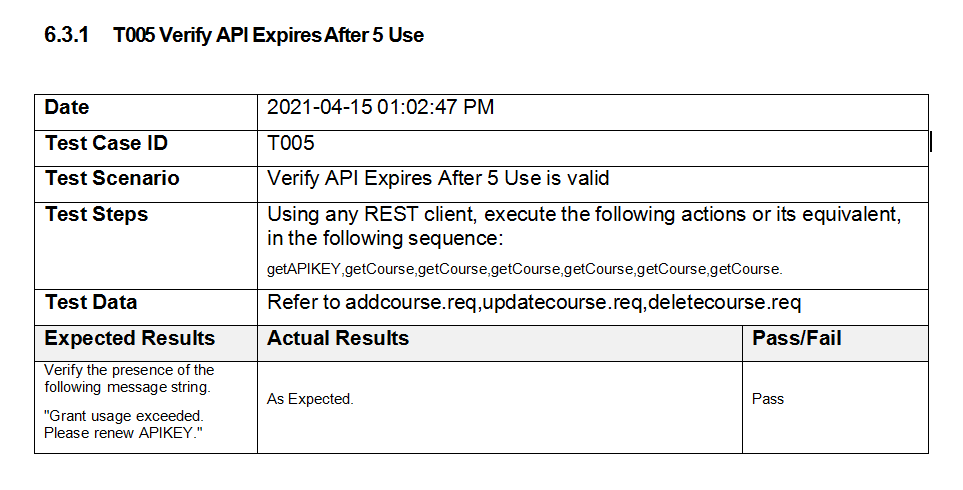 6.3.1 T005 Verify API Expires After 5 Use
Date 2021-04-15 01:02:47 PM
Test Case ID T005
Test Scenario Verify API Expires After 5 Use is valid
Test Steps Using any REST client, execute the following actions or its equivalent,
in the following sequence:
getAPIKEY,getCourse,getCourse,getCourse,getCourse,getCourse,getCourse.
Test Data Refer to addcourse.req,updatecourse.req,deletecourse.req
Expected Results Actual Results Pass/Fail
Verify the presence of the
following message string.
"Grant usage exceeded.
Please renew APIKEY."
As Expected.
Pass